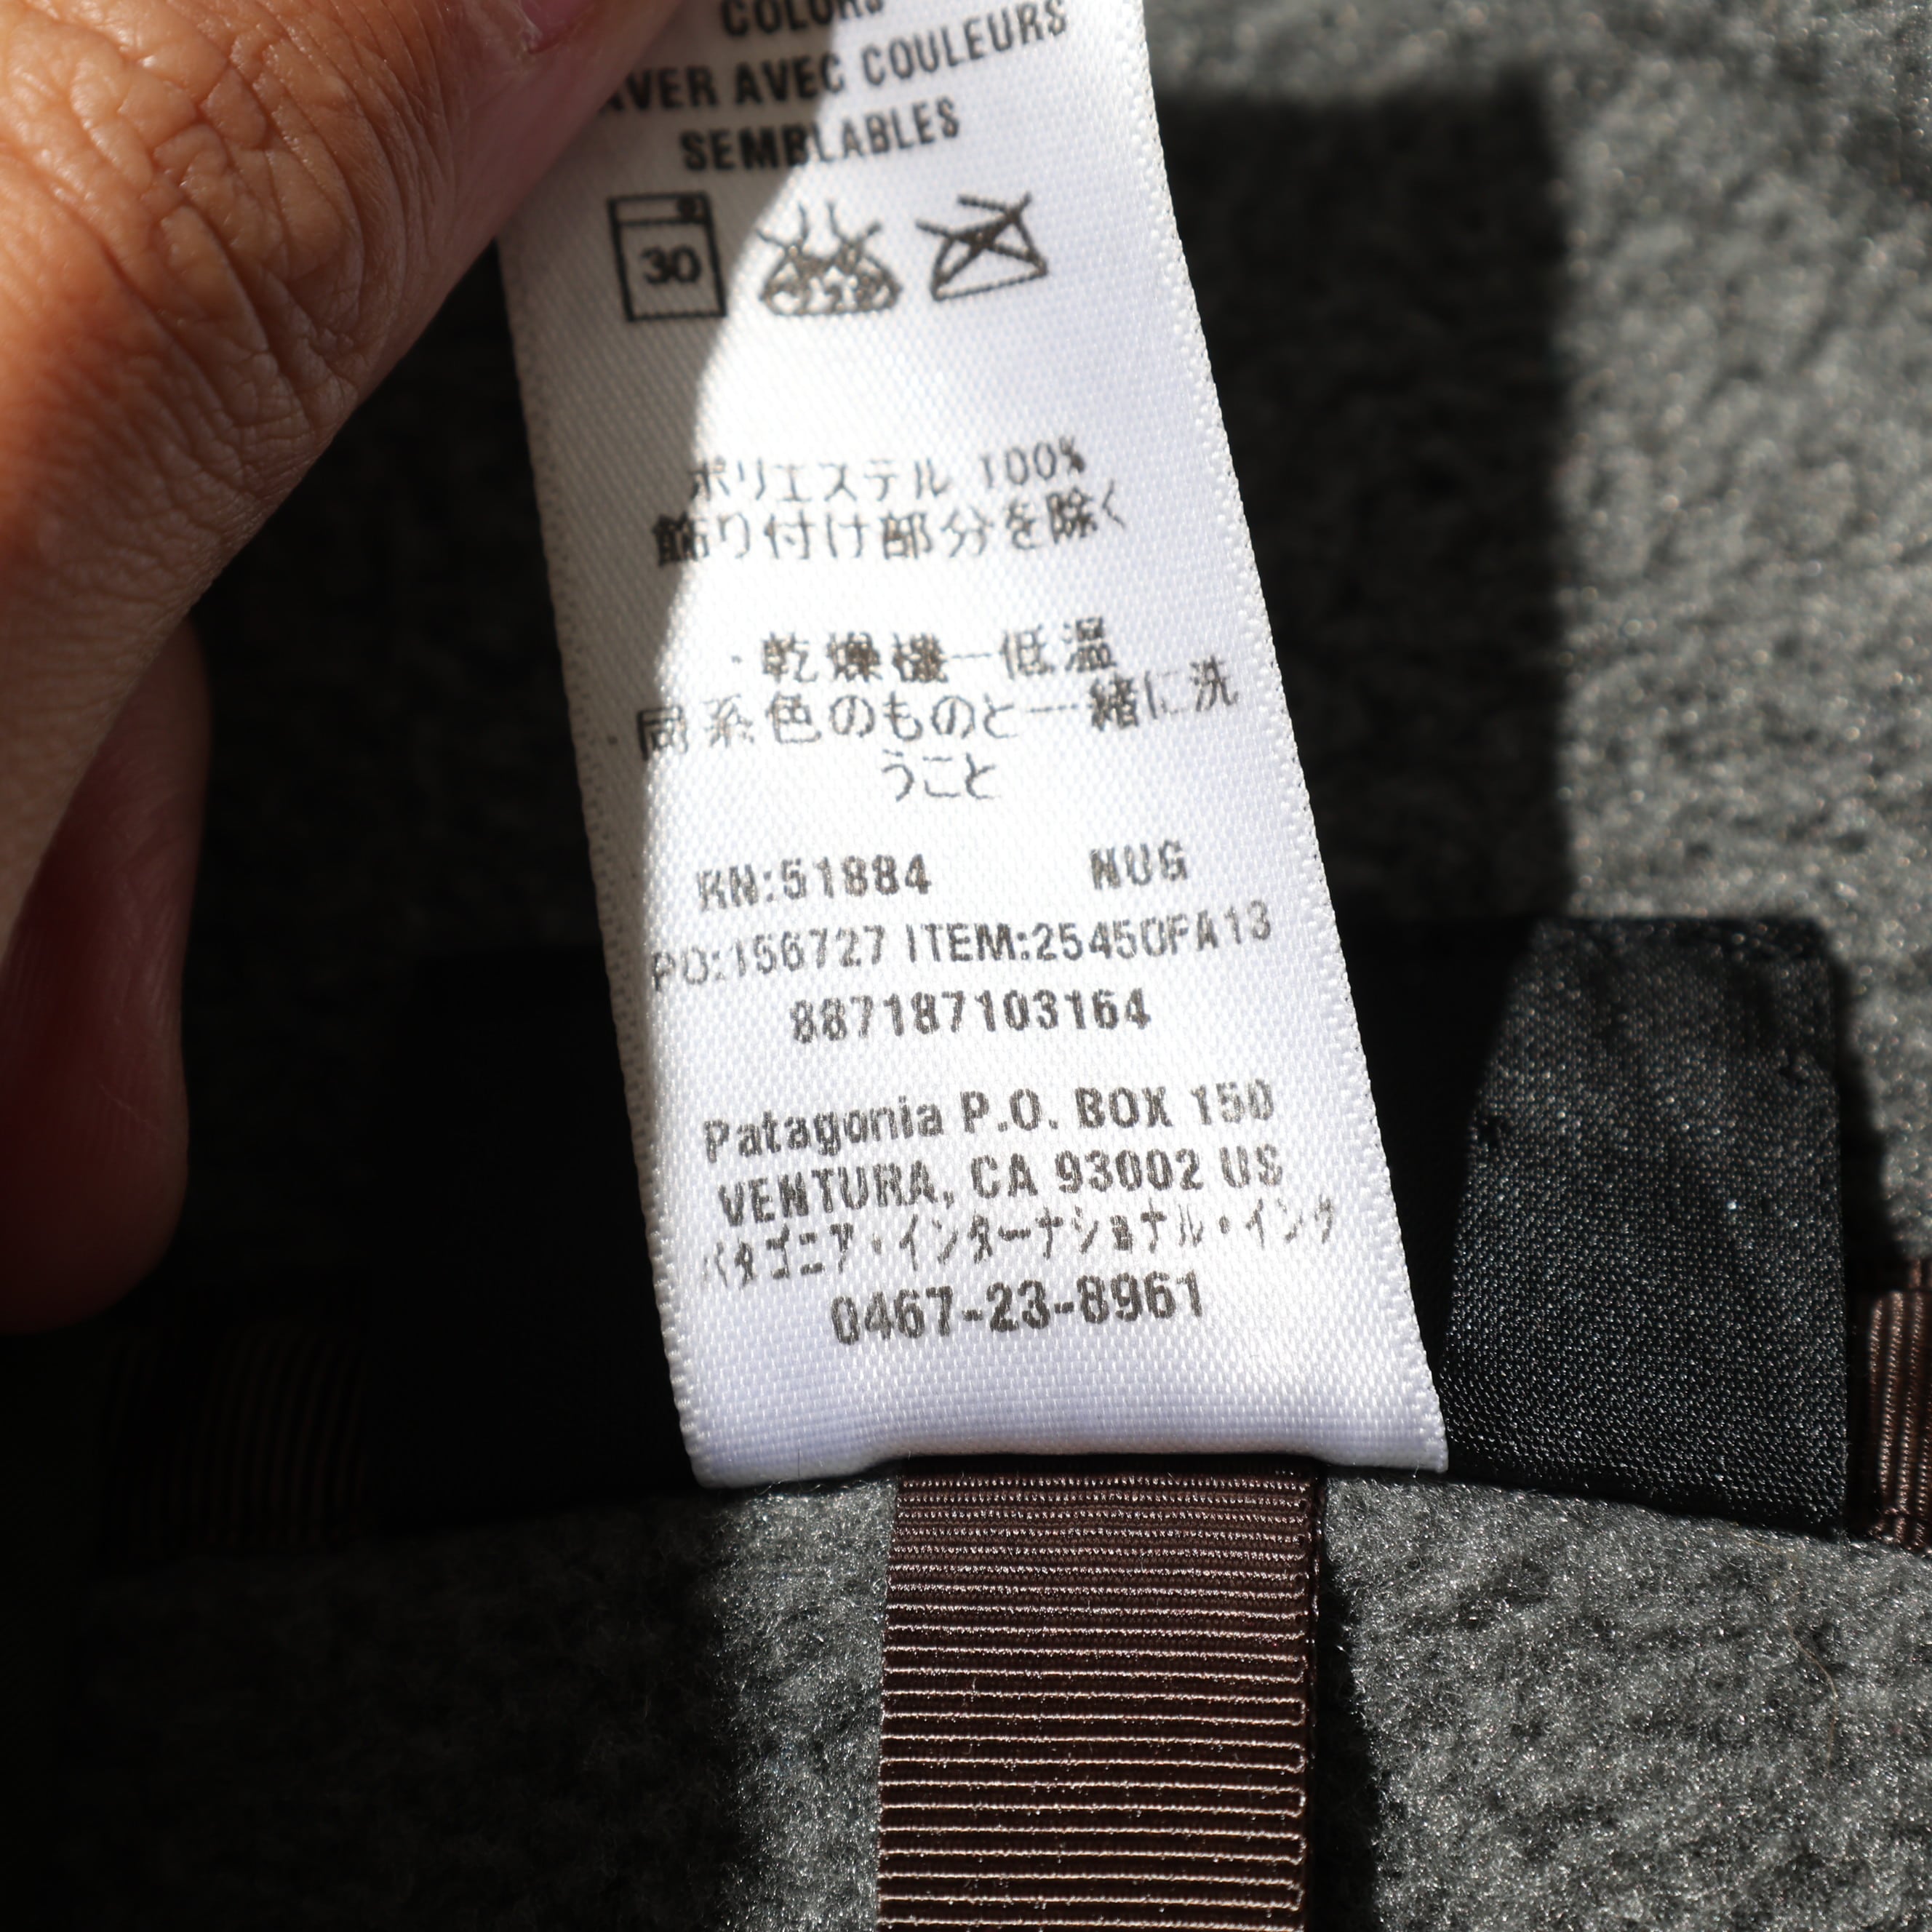 COLORS
AVER AVEC COULEURS
SEMBLABLES
30
ポリエステル 100%
飾り付け部分を除く
・乾燥機ー低温
・同系色のものと一緒に洗
うこと
RN:51884 NUG
PO:156727 ITEM:25450FA13
887187103164
Patagonia P.O. BOX 150
VENTURA, CA 93002 US
パタゴニア・インターナショナル・インク
0467-23-8961